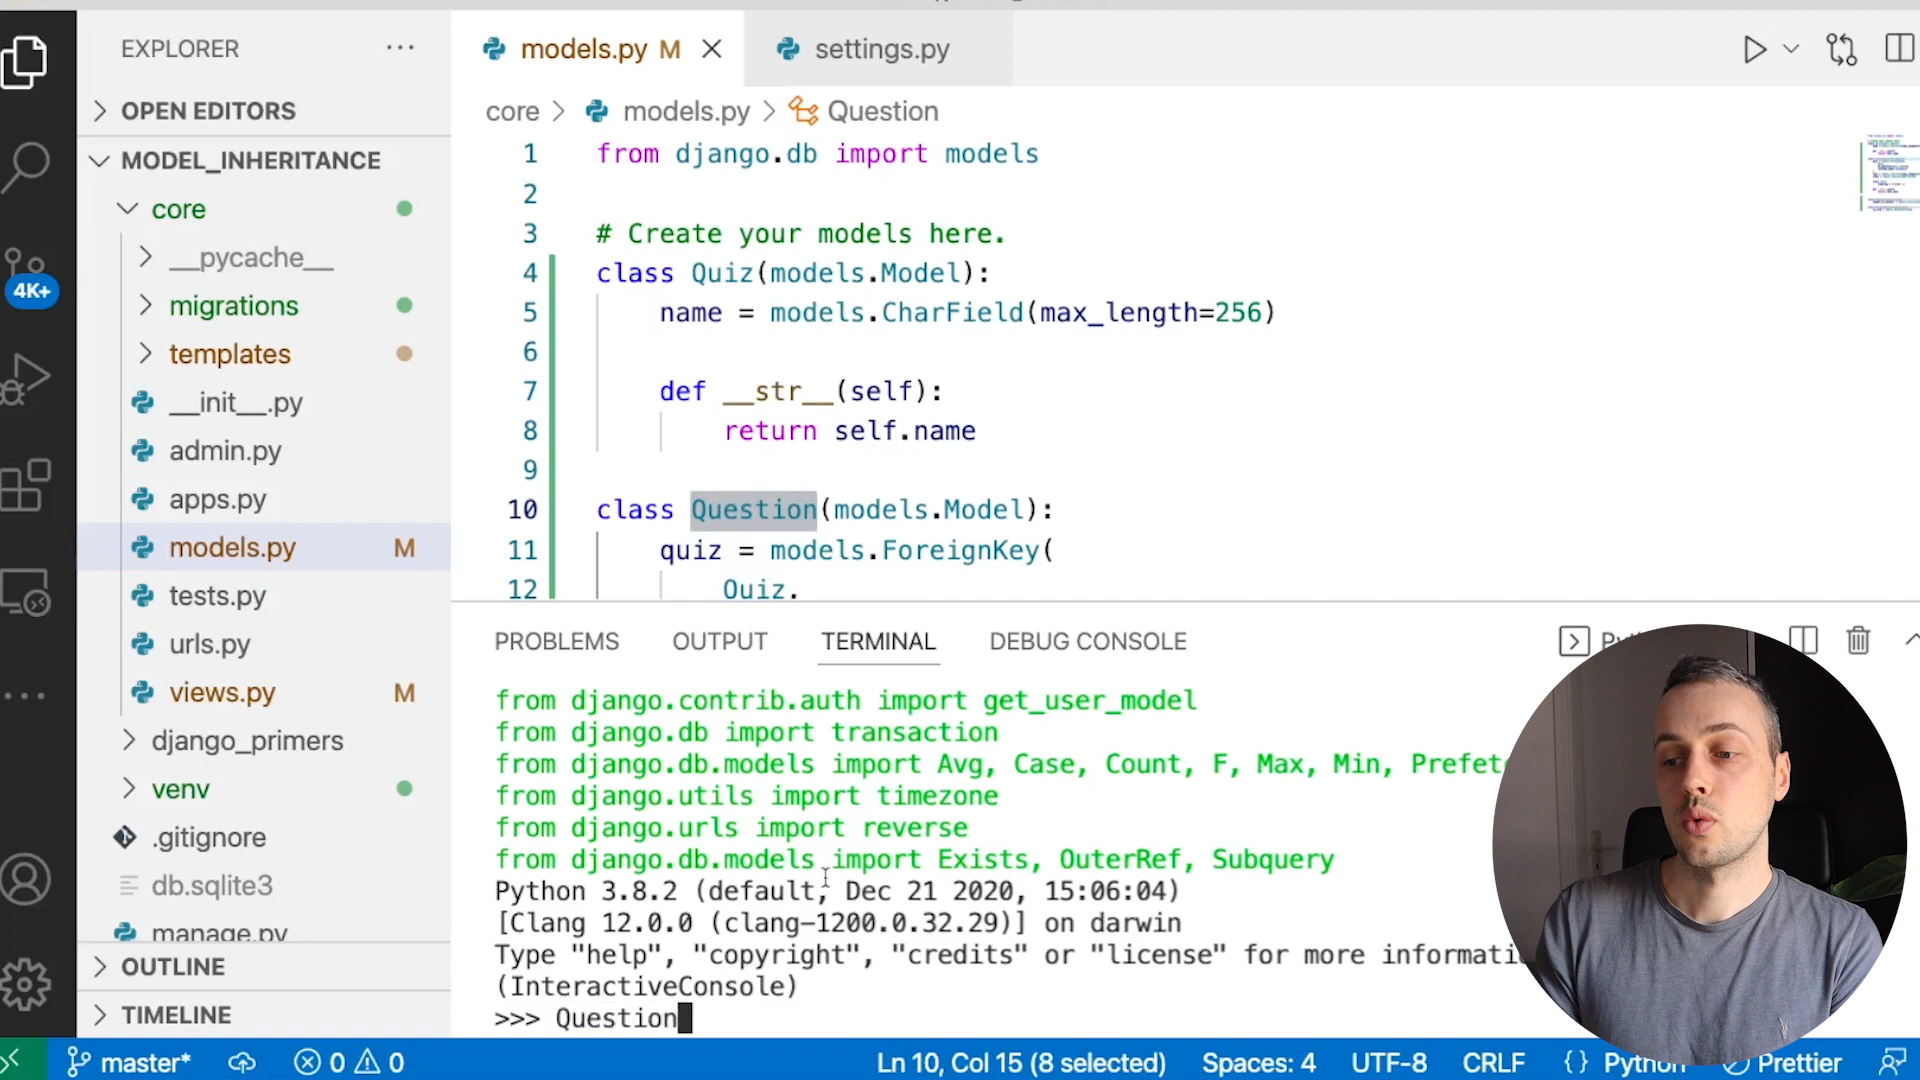 EXPLORER
OPEN EDITORS
MODEL_INHERITANCE
core
__pycache__
migrations
templates
__init__.py
admin.py
apps.py
models.py M
tests.py
urls.py
views.py M
django_primers
venv
.gitignore
db.sqlite3
manage.py
OUTLINE
TIMELINE
4K+
models.py M
settings.py
core > models.py > Question
1 from django.db import models
2
3 # Create your models here.
4 class Quiz(models.Model):
5 name = models.CharField(max_length=256)
6
7 def __str__(self):
8 return self.name
9
10 class Question(models.Model):
11 quiz = models.ForeignKey(
12 Quiz,
PROBLEMS OUTPUT TERMINAL DEBUG CONSOLE
from django.contrib.auth import get_user_model
from django.db import transaction
from django.db.models import Avg, Case, Count, F, Max, Min,
from django.utils import timezone
from django.urls import reverse
from django.db.models import Exists, OuterRef, Subquery
Python 3.8.2 (default, Dec 21 2020, 15:06:04)
[Clang 12.0.0 (clang-1200.0.32.29)] on darwin
Type "help", "copyright", "credits" or "license" for more
(InteractiveConsole)
>>> Question
master* 0 0 Ln 10, Col 15 (8 selected) Spaces: 4 UTF-8 CRLF {} Python Prettier